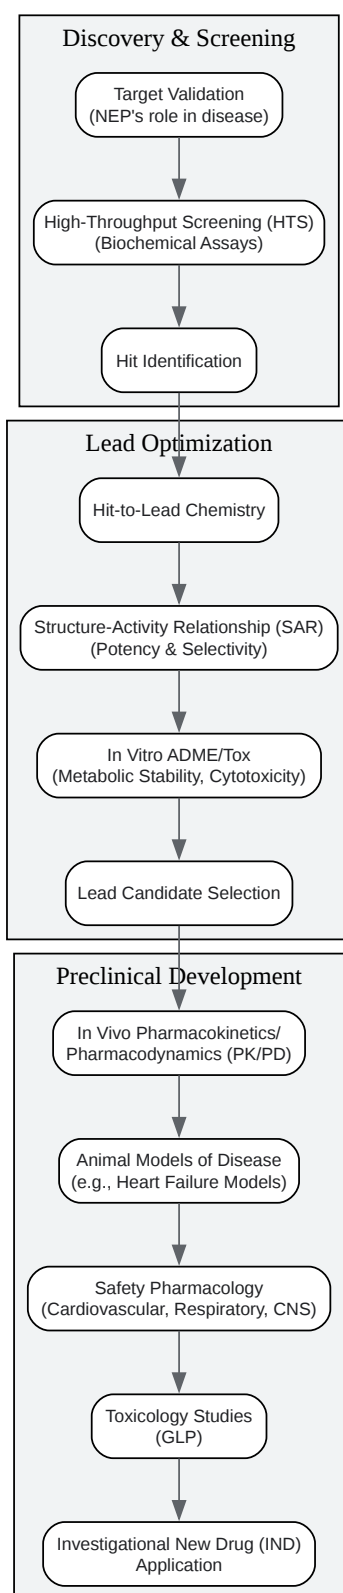 Discovery & Screening
Target Validation
(NEP's role in disease)
High-Throughput Screening (HTS)
(Biochemical Assays)
Hit Identification
Lead Optimization
Hit-to-Lead Chemistry
Structure-Activity Relationship (SAR)
(Potency & Selectivity)
In Vitro ADME/Tox
(Metabolic Stability, Cytotoxicity)
Lead Candidate Selection
Preclinical Development
In Vivo Pharmacokinetics/
Pharmacodynamics (PK/PD)
Animal Models of Disease
(e.g., Heart Failure Models)
Safety Pharmacology
(Cardiovascular, Respiratory, CNS)
Toxicology Studies
(GLP)
Investigational New Drug (IND)
Application